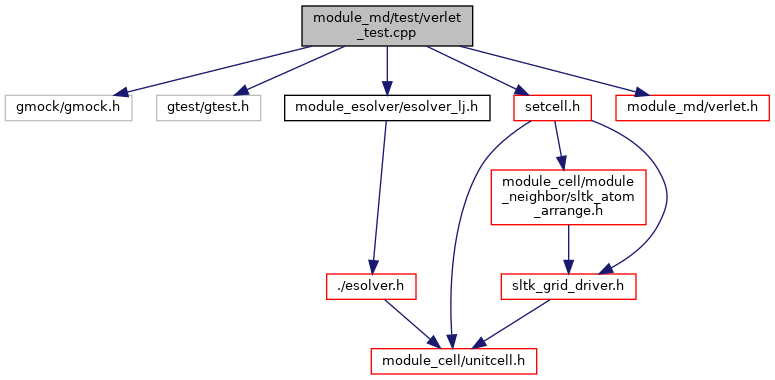 module_md/test/verlet
_test.cpp
gmock/gmock.h
gtest/gtest.h
module_esolver/esolver_lj.h
setcell.h
module_md/verlet.h
module_cell/module
_neighbor/sltk_atom
_arrange.h
./esolver.h
sltk_grid_driver.h
module_cell/unitcell.h